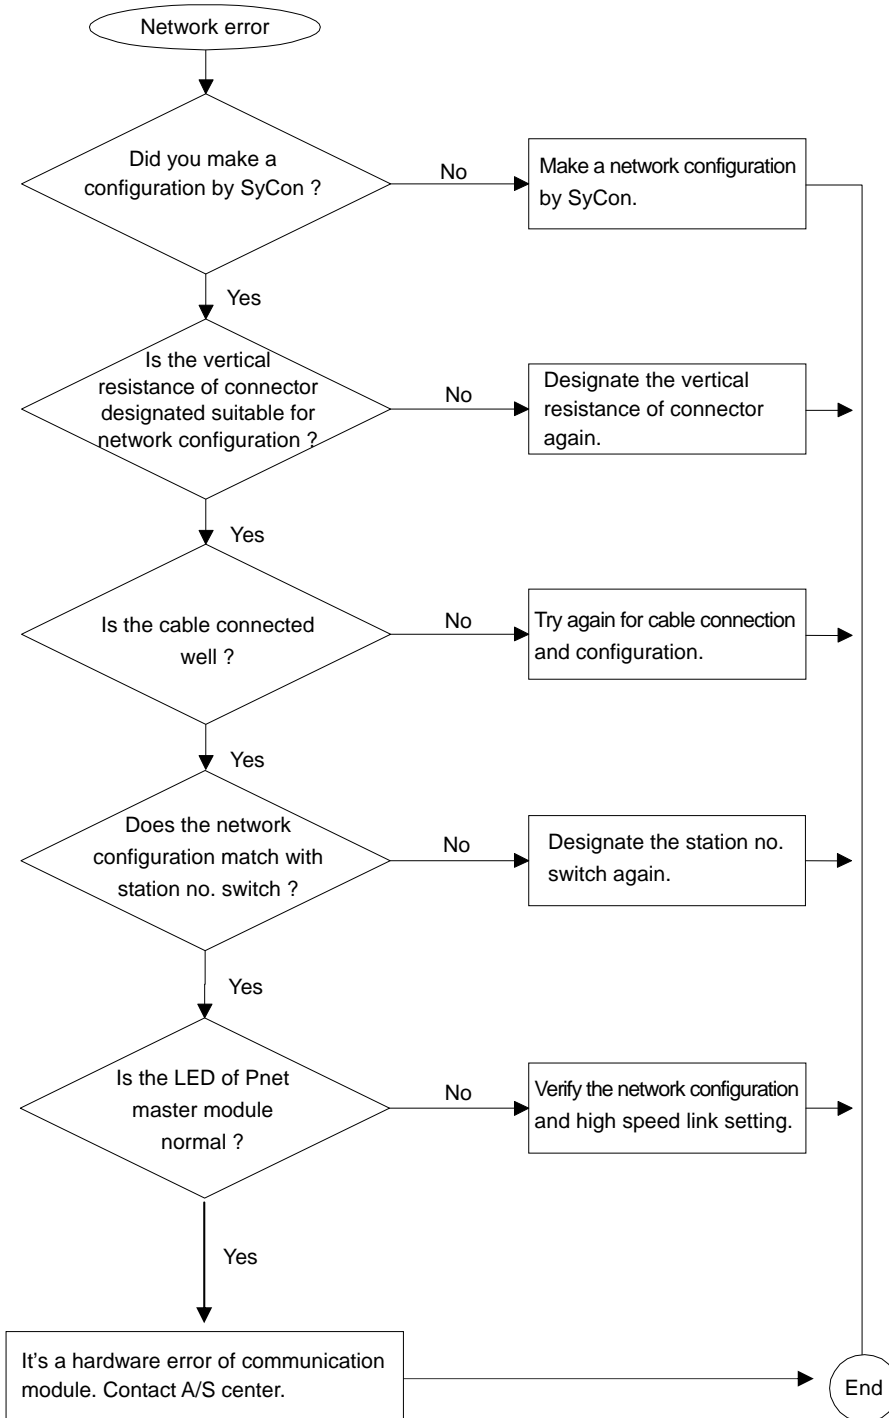 Network error
Did you make a
configuration by SyCon ?
No
Make a network configuration
by SyCon.
Yes
Is the vertical
resistance of connector
designated suitable for
network configuration ?
No
Designate the vertical
resistance of connector
again.
Yes
Is the cable connected
well ?
No
Try again for cable connection
and configuration.
Yes
Does the network
configuration match with
station no. switch ?
No
Designate the station no.
switch again.
Yes
Is the LED of Pnet
master module
normal ?
No
Verify the network configuration
and high speed link setting.
Yes
It's a hardware error of communication
module. Contact A/S center.
End